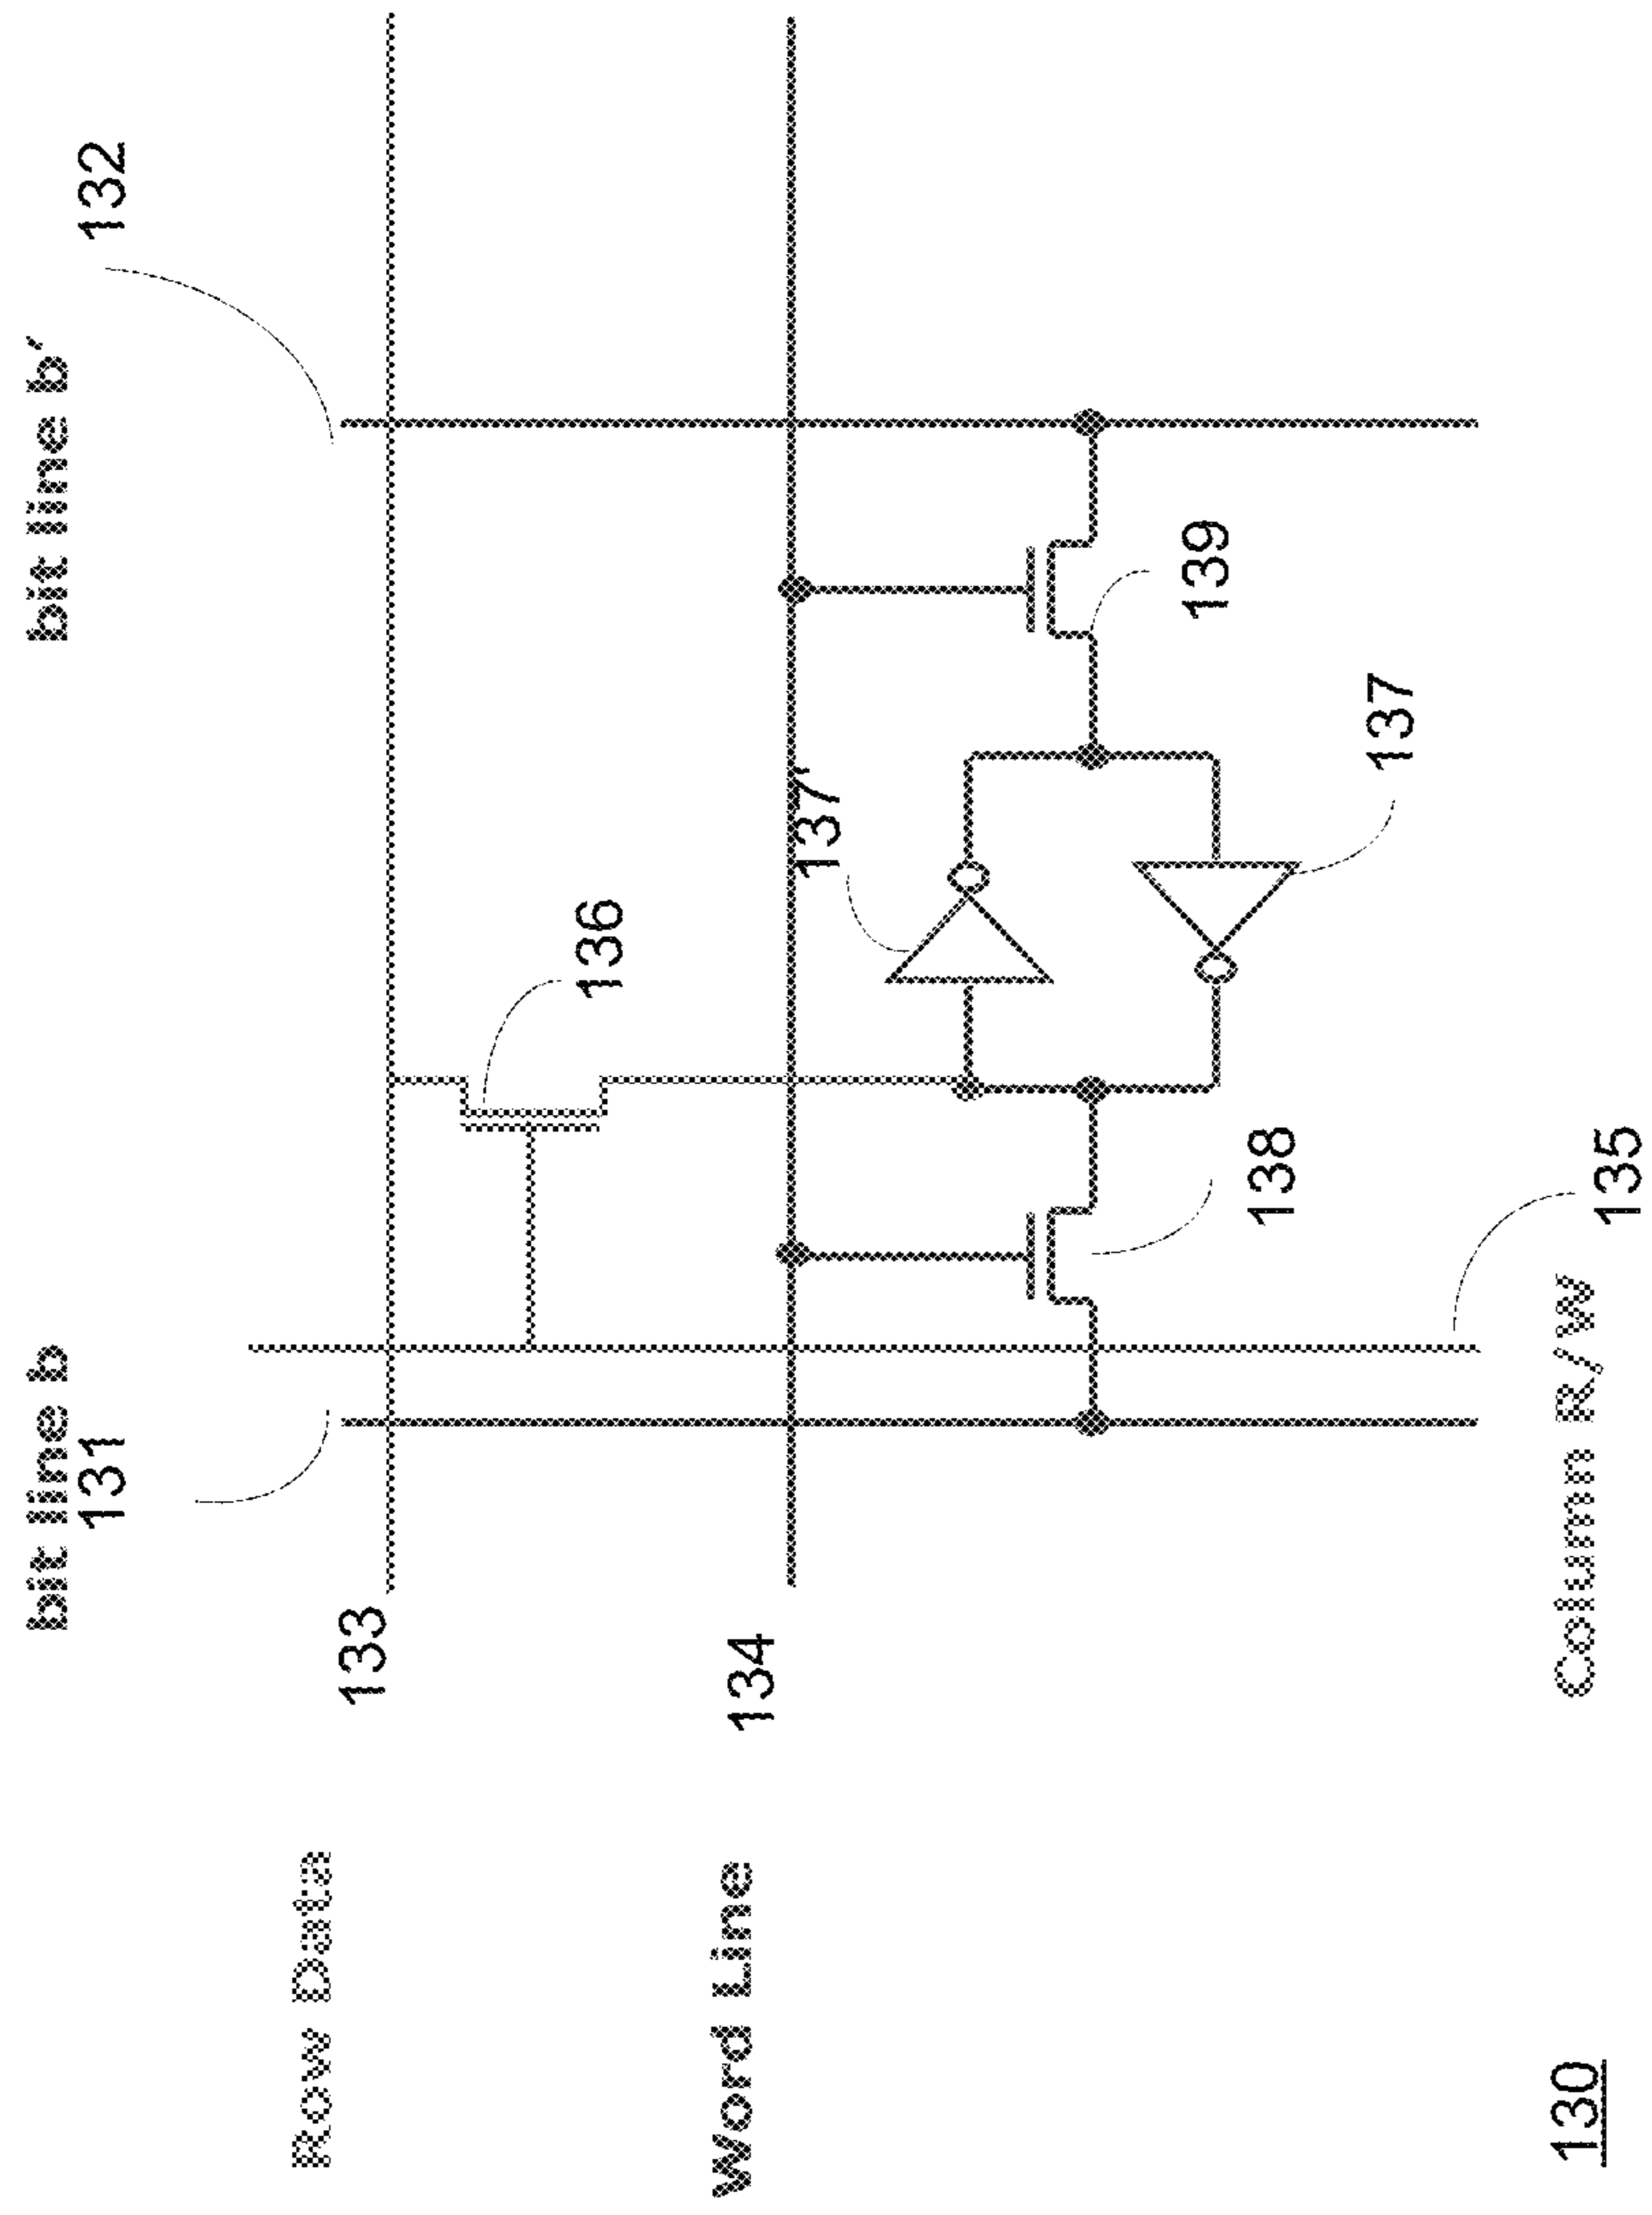 bit line b
131
bit line b'
132
Row Data
133
136
Word Line
134
137'
139
138
137
Column R/W
135
130